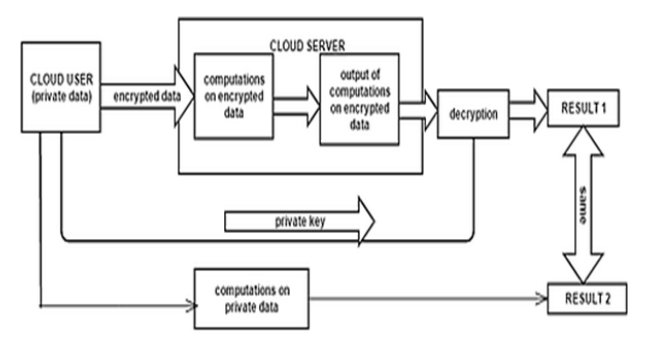 CLOUD SERVER
CLOUD USER
(private data)
encrypted data
computations
on encrypted
data
output of
computations
on encrypted
data
decryption
RESULT 1
same
private key
computations on
private data
RESULT 2